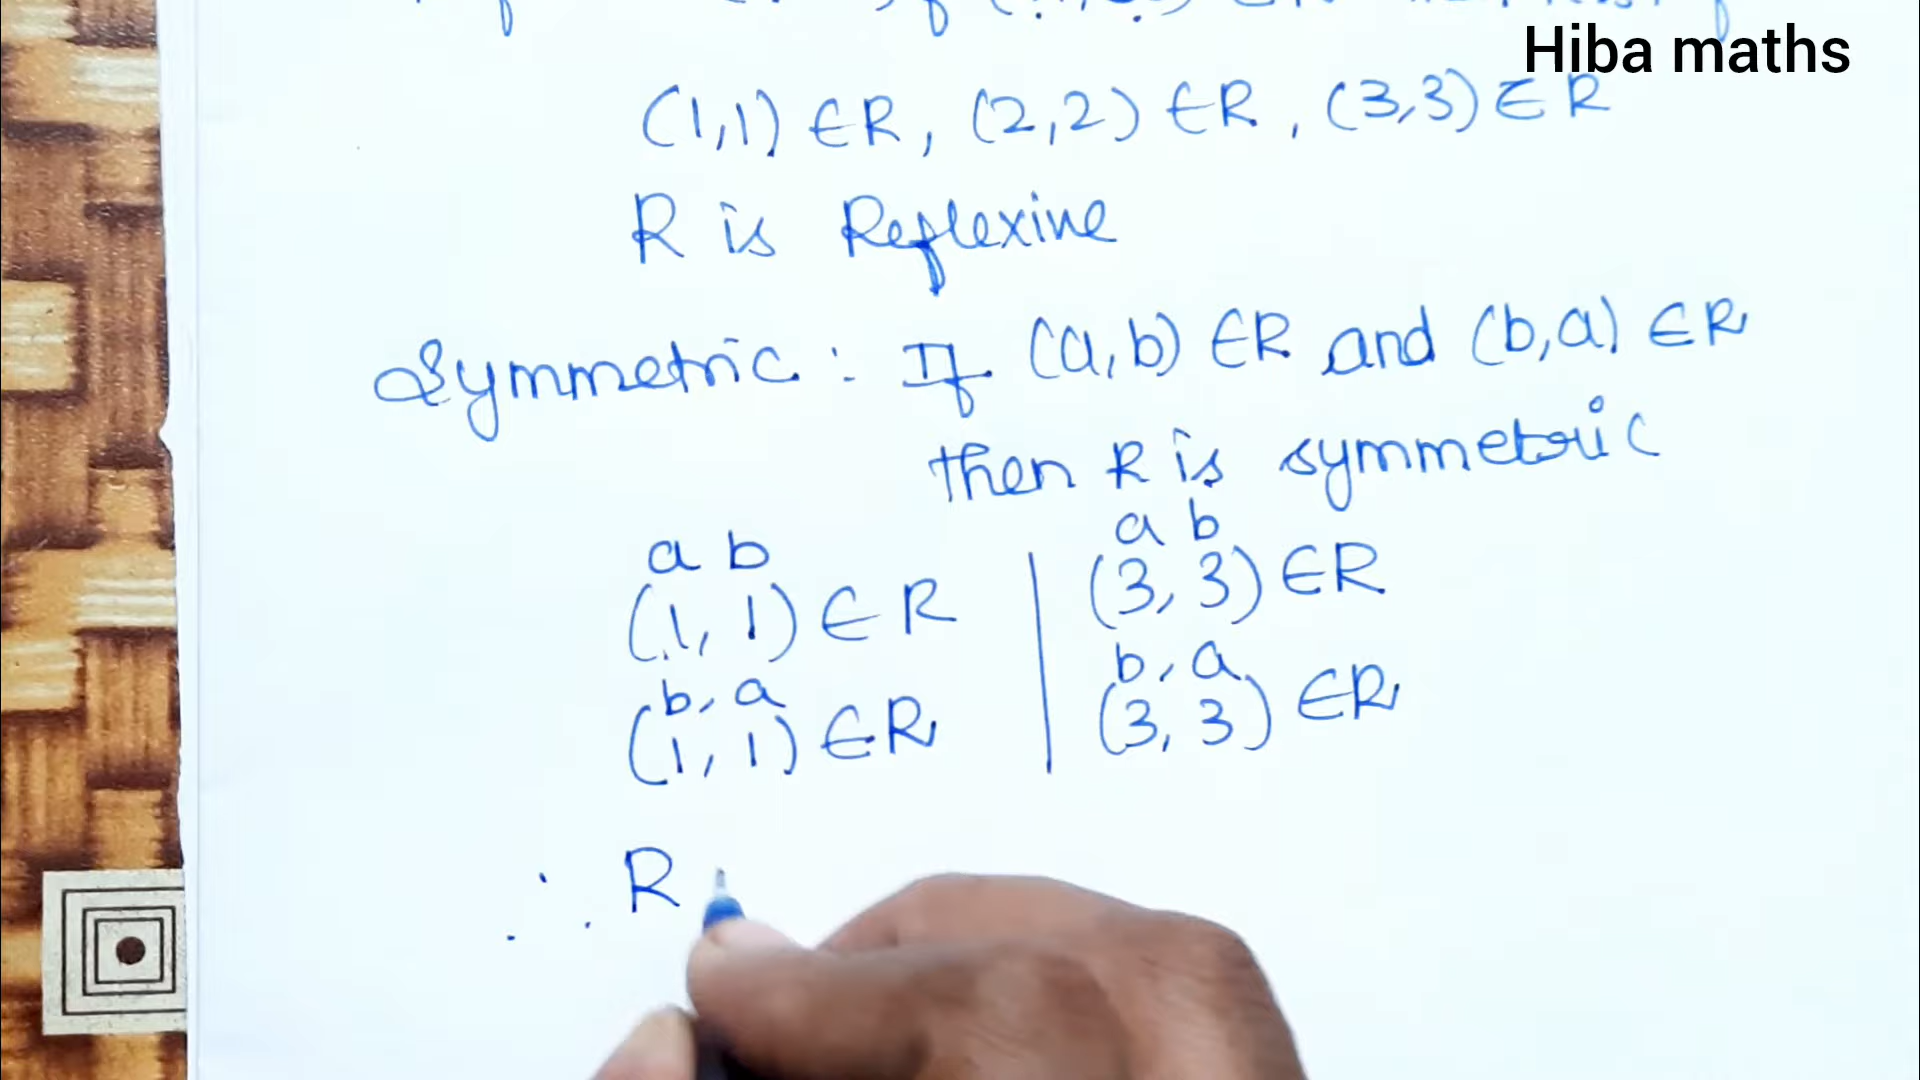 Hiba maths
(1,1) ∈R, (2,2) ∈R, (3,3) ∈ R
R is Reflexive
Symmetric : If (a,b) ∈R and (b,a) ∈R
then R is symmetric
a b
(1, 1) ∈ R
b, a
(1, 1) ∈R
a b
(3, 3) ∈R
b, a
(3, 3) ∈R
∴ R